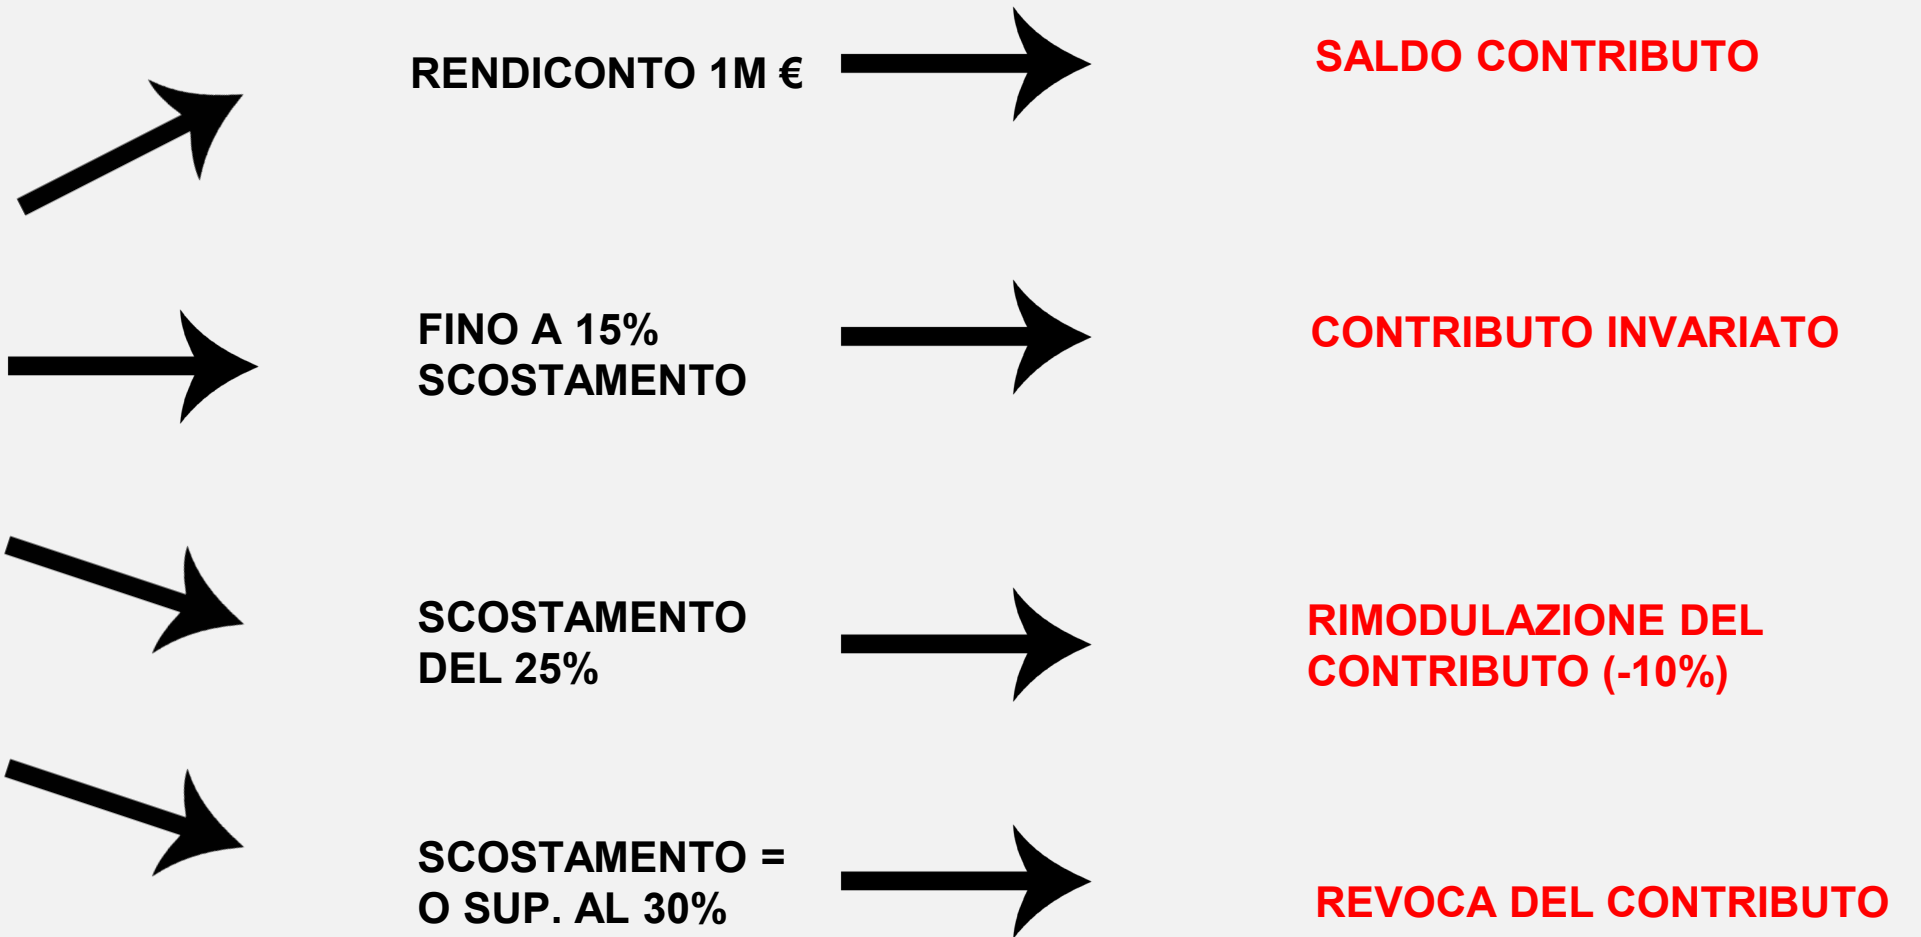 RENDICONTO 1M €
SALDO CONTRIBUTO
FINO A 15%
SCOSTAMENTO
CONTRIBUTO INVARIATO
SCOSTAMENTO
DEL 25%
RIMODULAZIONE DEL
CONTRIBUTO (-10%)
SCOSTAMENTO =
O SUP. AL 30%
REVOCA DEL CONTRIBUTO